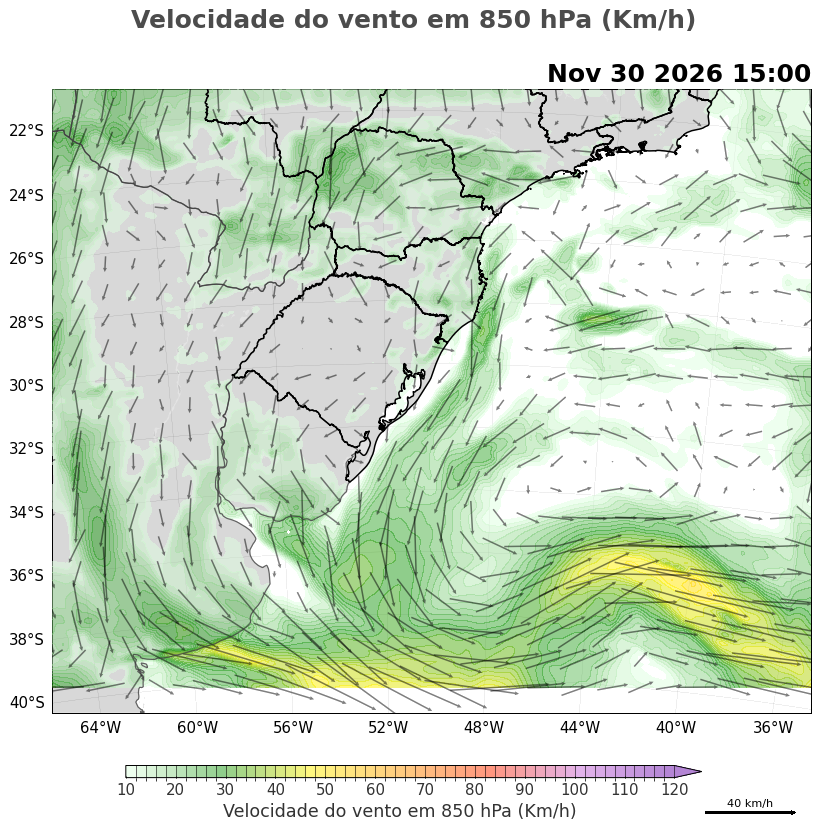 Velocidade do vento em 850 hPa (Km/h)
Nov 30 2026 15:00
22°S
24°S
26°S
28°S
30°S
32°S
34°S
36°S
38°S
40°S
64°W 60°W 56°W 52°W 48°W 44°W 40°W 36°W
10 20 30 40 50 60 70 80 90 100 110 120
Velocidade do vento em 850 hPa (Km/h)
40 km/h